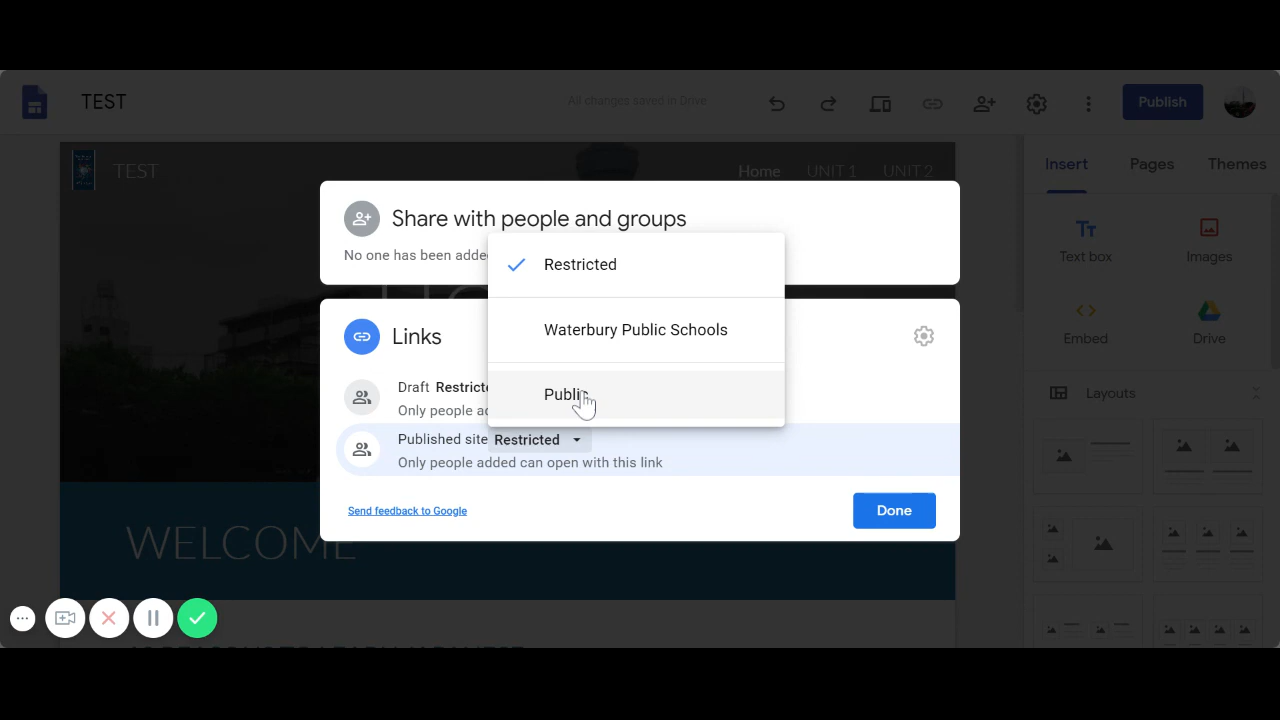 TEST
All changes saved in Drive
Publish
TEST
Home UNIT 1 UNIT 2
Insert Pages Themes
Share with people and groups
No one has been adde
Text box Images
Restricted
Waterbury Public Schools
Public
Links
Embed Drive
Draft Restricte
Only people ad
Layouts
Published site Restricted
Only people added can open with this link
Send feedback to Google
Done
WELCOME